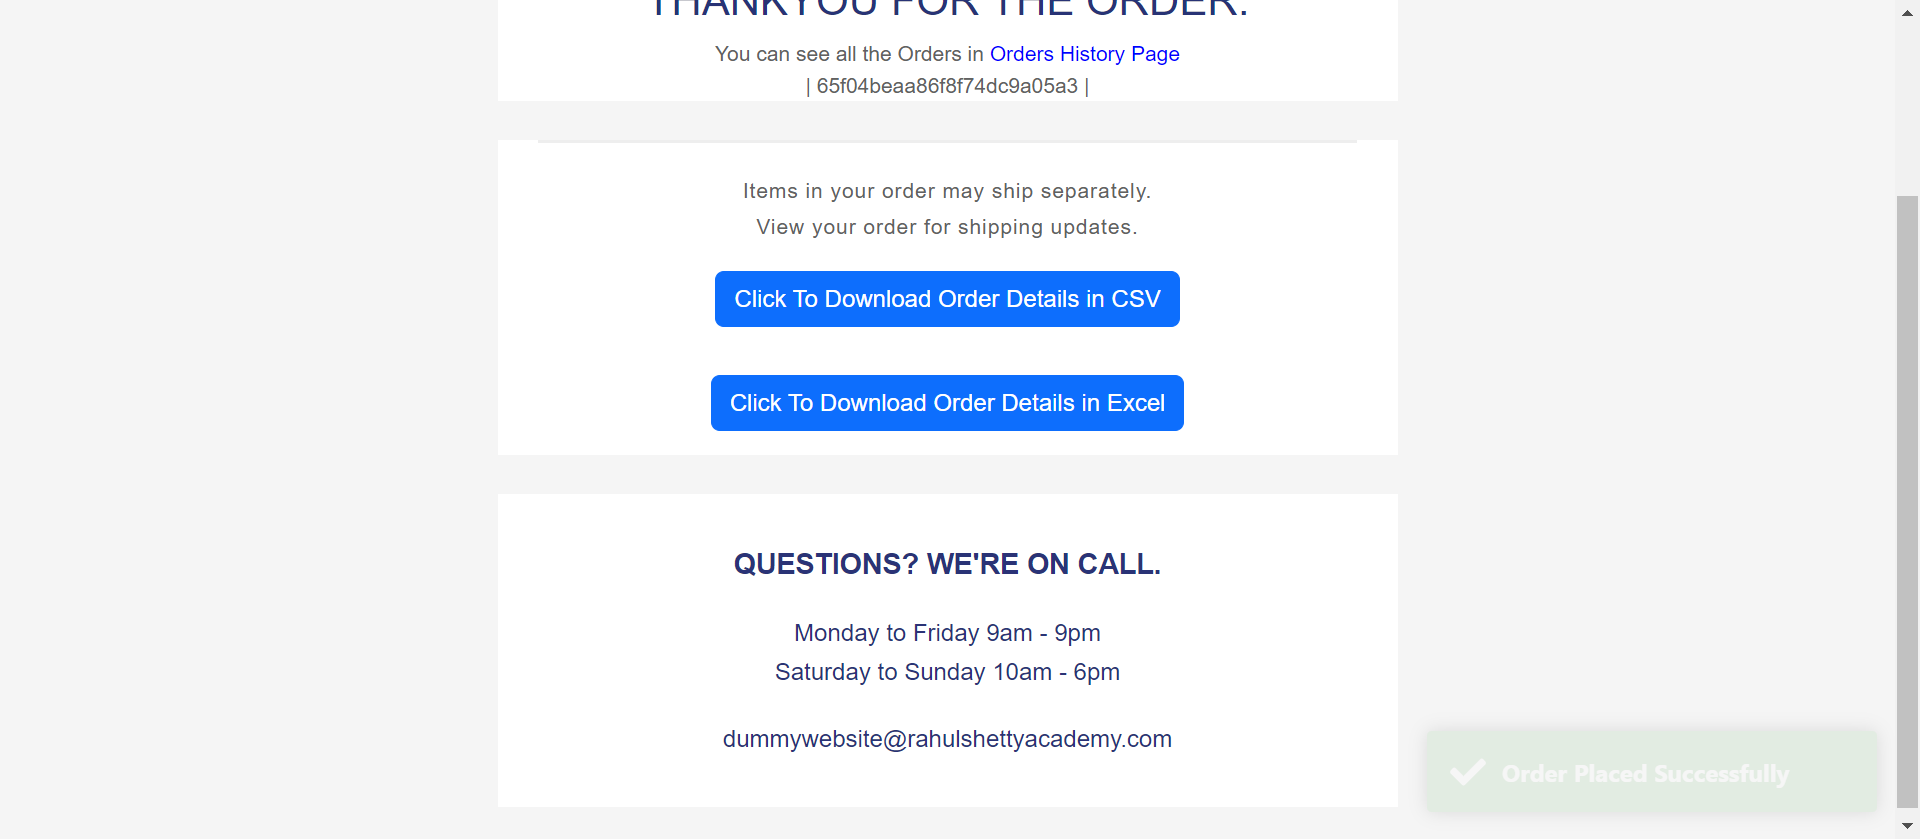 THANKYOU FOR THE ORDER.
You can see all the Orders in Orders History Page
| 65f04beaa86f8f74dc9a05a3 |
Items in your order may ship separately.
View your order for shipping updates.
Click To Download Order Details in CSV
Click To Download Order Details in Excel
QUESTIONS? WE'RE ON CALL.
Monday to Friday 9am - 9pm
Saturday to Sunday 10am - 6pm
dummywebsite@rahulshettyacademy.com
Order Placed Successfully